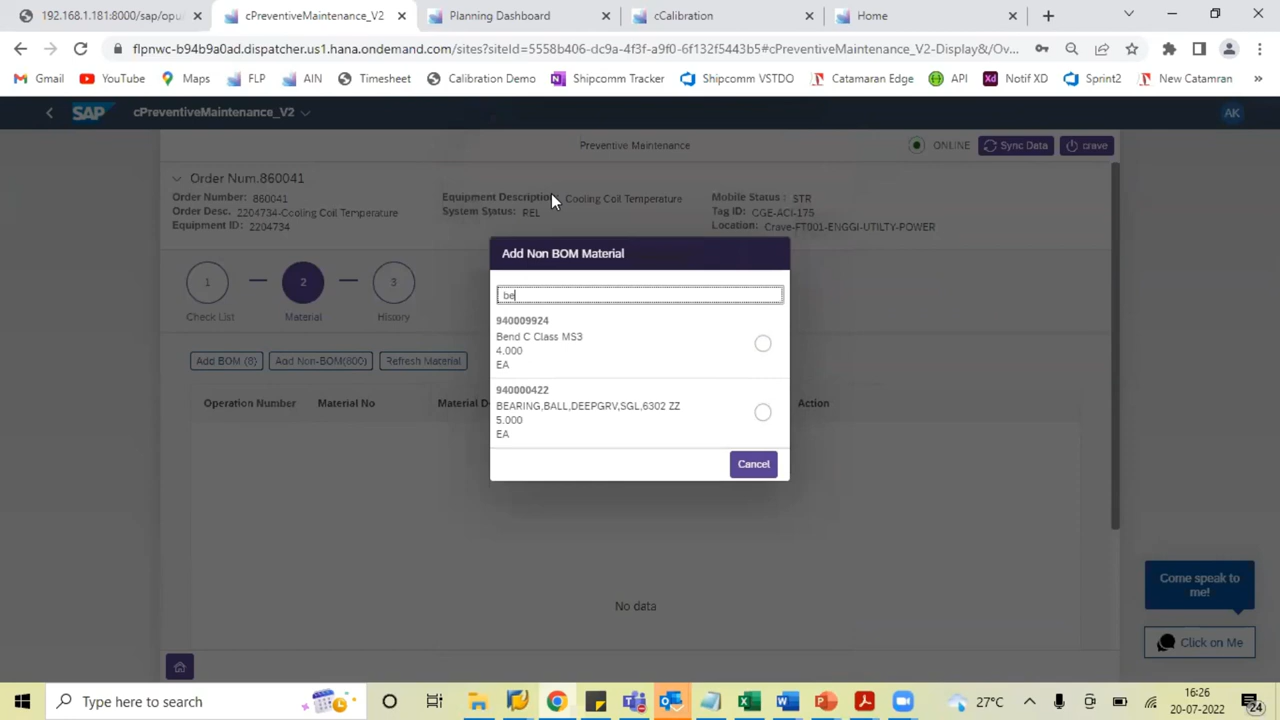 192.168.1.181:8000/sap/opu
cPreventiveMaintenance_V2
Planning Dashboard
cCalibration
Home
flpnwc-b94b9a0ad.dispatcher.us1.hana.ondemand.com/sites?siteId=5558b406-dc9a-4f3f-a9f0-6f132f5443b5#cPreventiveMaintenance_V2-Display&/Ov...
Gmail
YouTube
Maps
FLP
AIN
Timesheet
Calibration Demo
Shipcomm Tracker
Shipcomm VSTDO
Catamaran Edge
API
Notif XD
Sprint2
New Catamran
SAP
cPreventiveMaintenance_V2
AK
Preventive Maintenance
ONLINE
Sync Data
crave
Order Num.860041
Order Number: 860041
Equipment Description
Cooling Coil Temperature
Mobile Status : STR
Order Desc. 2204734-Cooling Coil Temperature
System Status: REL
Tag ID: CGE-ACI-175
Equipment ID: 2204734
Location: Crave-FT001-ENGGI-UTILTY-POWER
1
2
3
Check List
Material
History
Add BOM (8)
Add Non-BOM(800)
Refresh Material
Operation Number
Material No
Material D
Action
Add Non BOM Material
be
940009924
Bend C Class MS3
4.000
EA
940000422
BEARING,BALL,DEEPGRV,SGL,6302 ZZ
5.000
EA
Cancel
No data
Come speak to
me!
Click on Me
Type here to search
27°C
16:26
20-07-2022
24